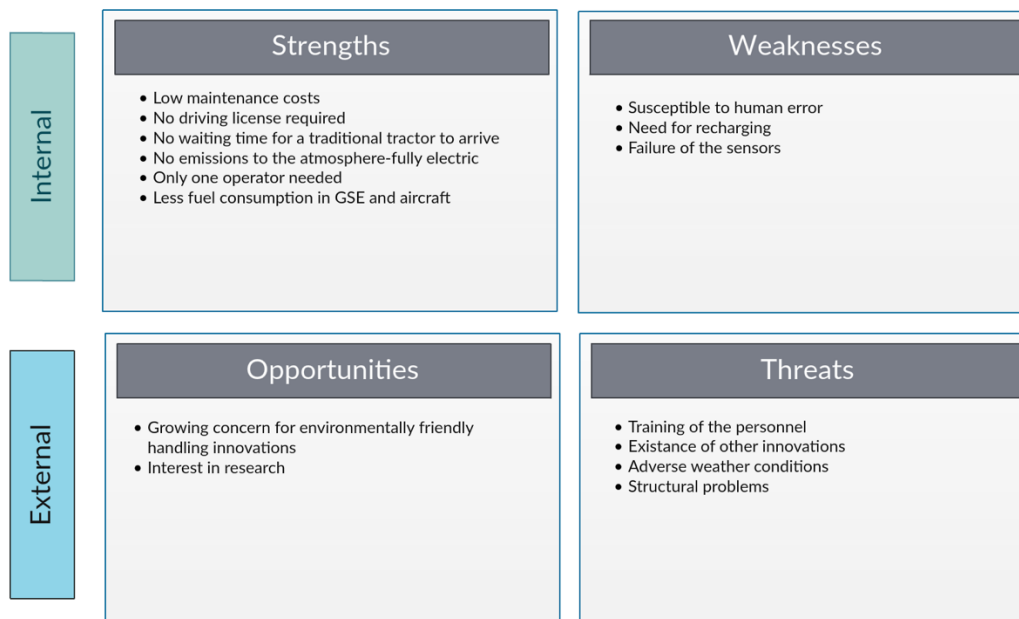 Internal
Strengths
• Low maintenance costs
• No driving license required
• No waiting time for a traditional tractor to arrive
• No emissions to the atmosphere-fully electric
• Only one operator needed
• Less fuel consumption in GSE and aircraft
Weaknesses
• Susceptible to human error
• Need for recharging
• Failure of the sensors
External
Opportunities
• Growing concern for environmentally friendly
handling innovations
• Interest in research
Threats
• Training of the personnel
• Existance of other innovations
• Adverse weather conditions
• Structural problems